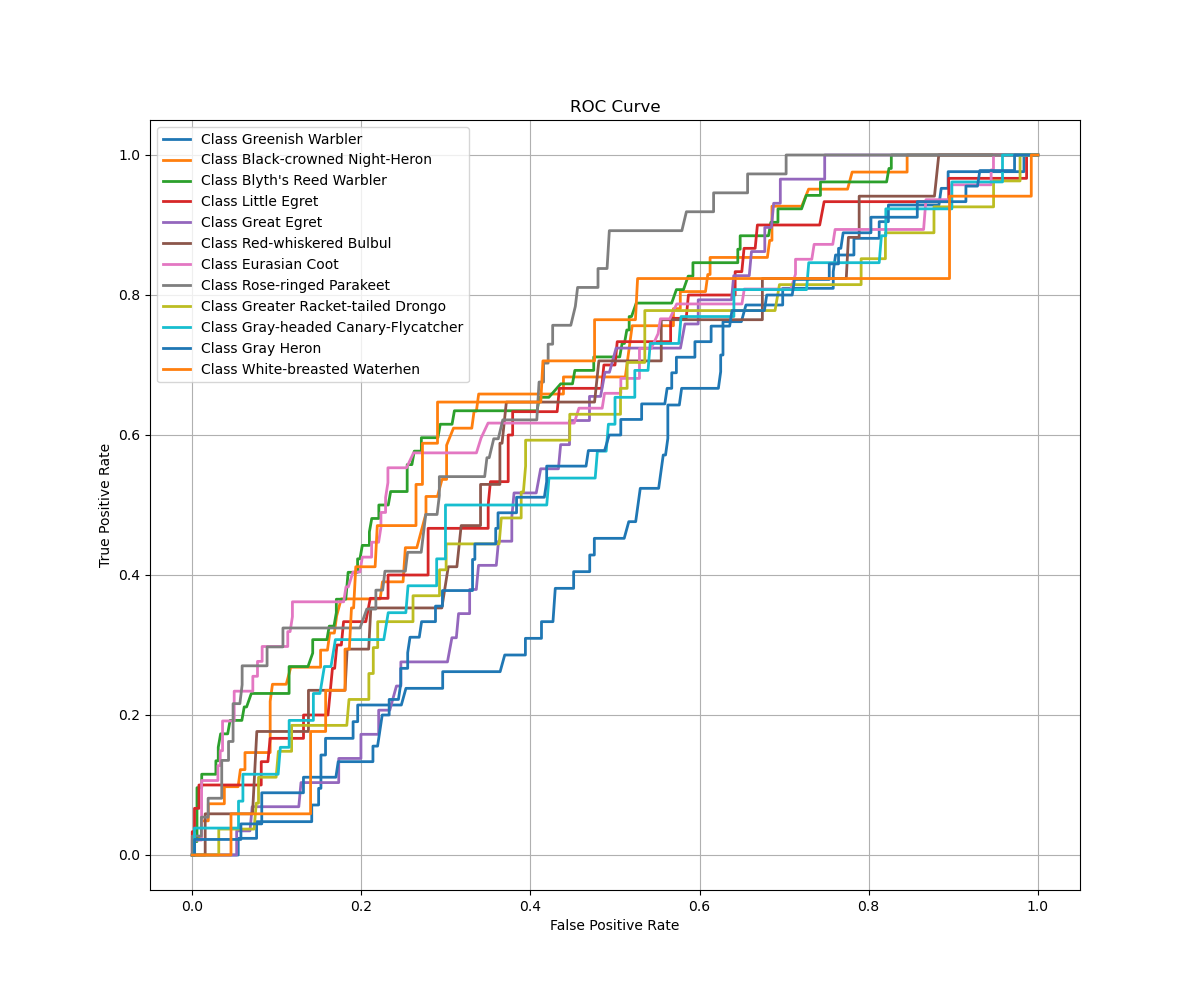 ROC Curve
Class Greenish Warbler
Class Black-crowned Night-Heron
Class Blyth's Reed Warbler
Class Little Egret
Class Great Egret
Class Red-whiskered Bulbul
Class Eurasian Coot
Class Rose-ringed Parakeet
Class Greater Racket-tailed Drongo
Class Gray-headed Canary-Flycatcher
Class Gray Heron
Class White-breasted Waterhen
1.0
0.8
0.6
0.4
0.2
0.0
True Positive Rate
0.0 0.2 0.4 0.6 0.8 1.0
False Positive Rate